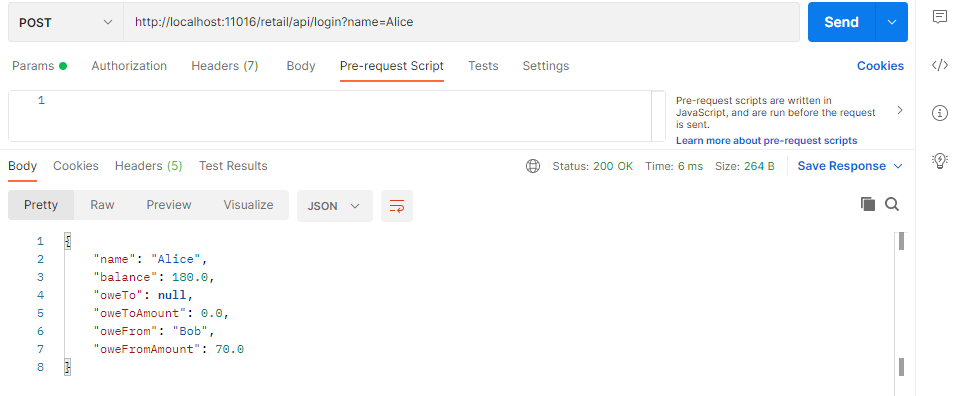 POST http://localhost:11016/retail/api/login?name=Alice Send
Params Authorization Headers (7) Body Pre-request Script Tests Settings Cookies
1
Pre-request scripts are written in
JavaScript, and are run before the request
is sent.
Learn more about pre-request scripts
Body Cookies Headers (5) Test Results Status: 200 OK Time: 6 ms Size: 264 B Save Response
Pretty Raw Preview Visualize JSON
1 {
2 "name": "Alice",
3 "balance": 180.0,
4 "oweTo": null,
5 "oweToAmount": 0.0,
6 "oweFrom": "Bob",
7 "oweFromAmount": 70.0
8 }